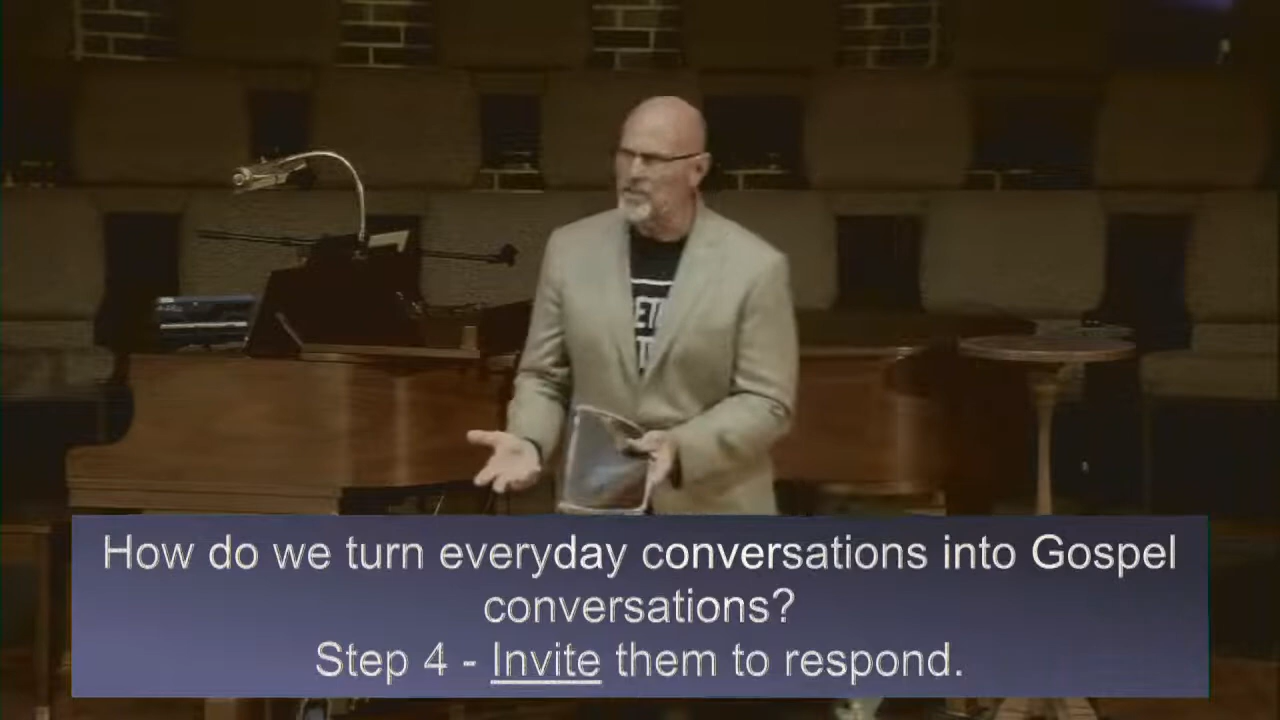 How do we turn everyday conversations into Gospel
conversations?
Step 4 - Invite them to respond.